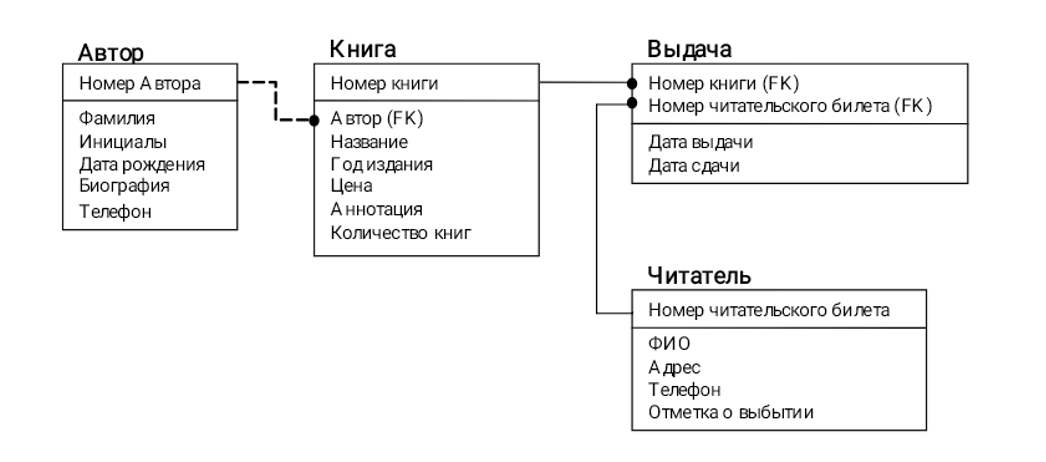 Автор
Номер Автора
Фамилия
Инициалы
Дата рождения
Биография
Телефон
Книга
Номер книги
Автор (FK)
Название
Год издания
Цена
Аннотация
Количество книг
Выдача
Номер книги (FK)
Номер читательского билета (FK)
Дата выдачи
Дата сдачи
Читатель
Номер читательского билета
ФИО
Адрес
Телефон
Отметка о выбытии